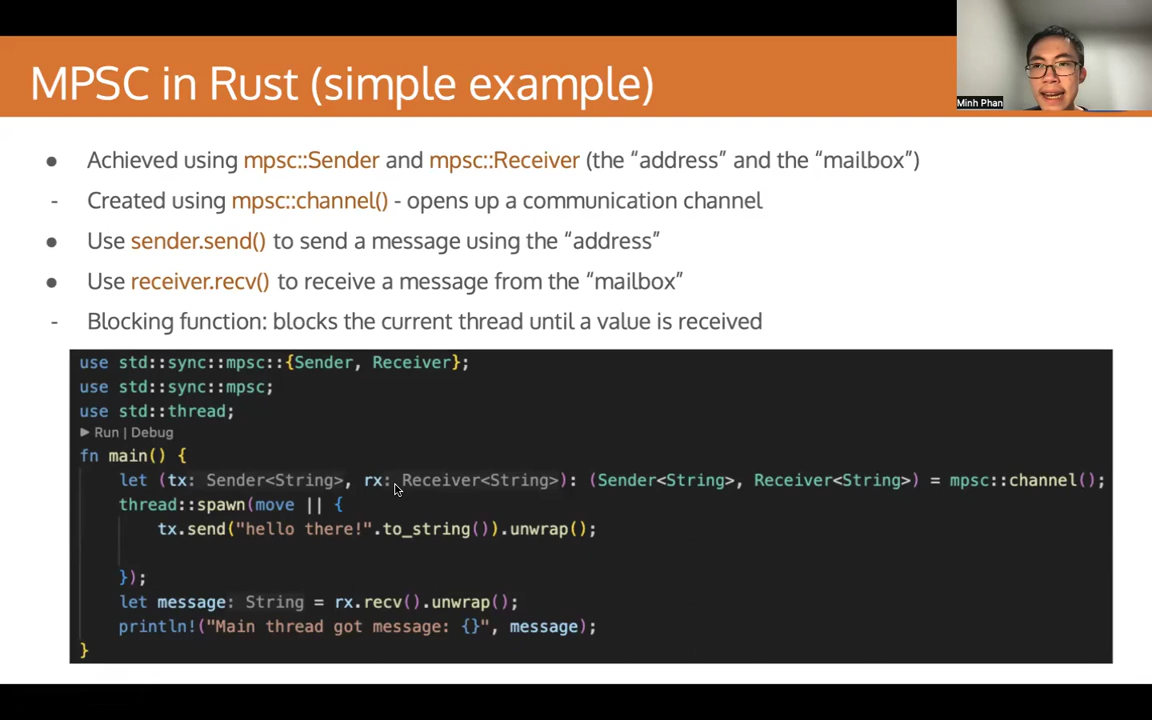 MPSC in Rust (simple example)
Minh Phan
● Achieved using mpsc::Sender and mpsc::Receiver (the “address” and the “mailbox”)
- Created using mpsc::channel() - opens up a communication channel
● Use sender.send() to send a message using the “address”
● Use receiver.recv() to receive a message from the “mailbox”
- Blocking function: blocks the current thread until a value is received
use std::sync::mpsc::{Sender, Receiver};
use std::sync::mpsc;
use std::thread;
▶ Run | Debug
fn main() {
    let (tx: Sender<String>, rx: Receiver<String>): (Sender<String>, Receiver<String>) = mpsc::channel();
    thread::spawn(move || {
        tx.send("hello there!".to_string()).unwrap();
    });
    let message: String = rx.recv().unwrap();
    println!("Main thread got message: {}", message);
}